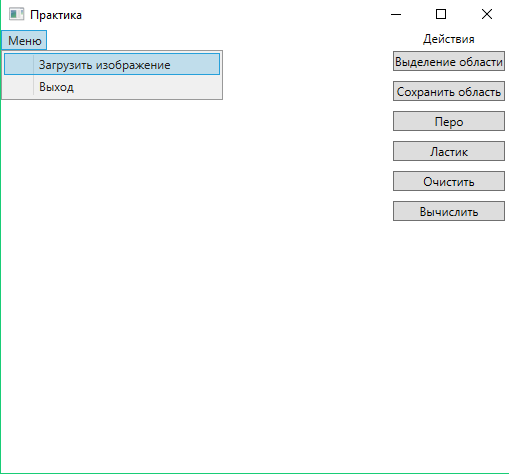 Практика
Меню
Загрузить изображение
Выход
Действия
Выделение области
Сохранить область
Перо
Ластик
Очистить
Вычислить